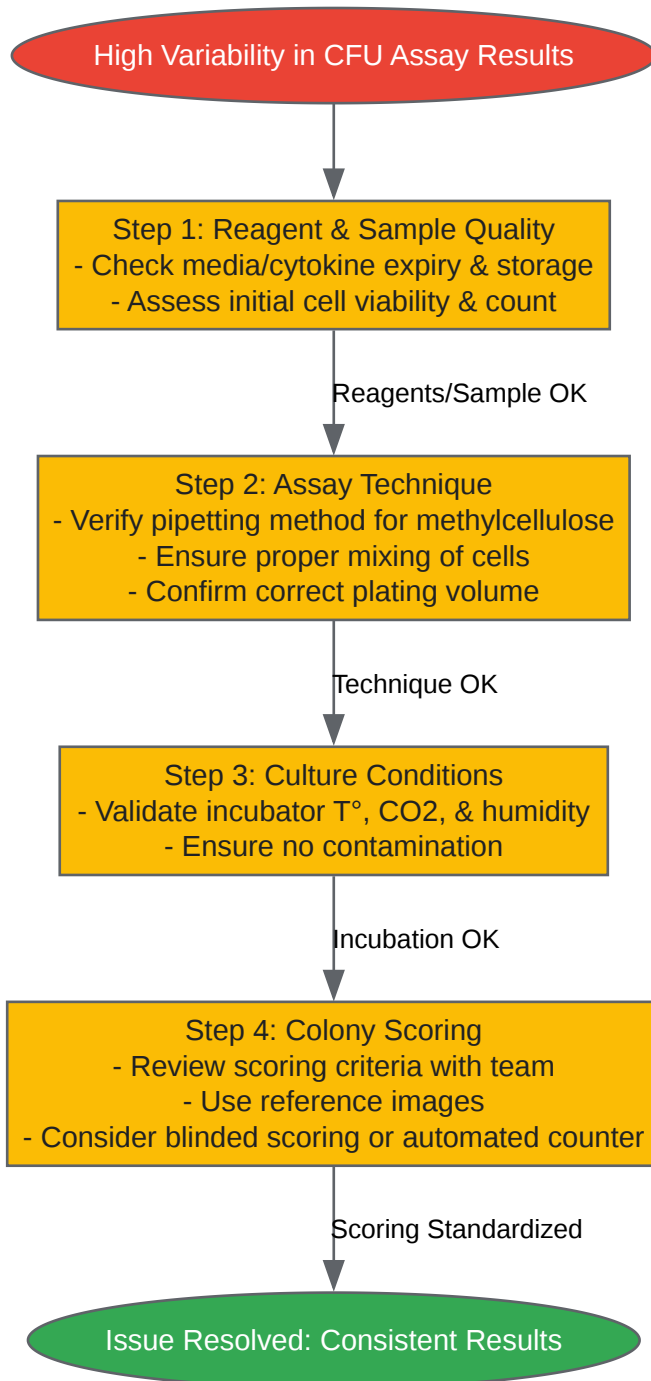 High Variability in CFU Assay Results
Step 1: Reagent & Sample Quality
- Check media/cytokine expiry & storage
- Assess initial cell viability & count
Reagents/Sample OK
Step 2: Assay Technique
- Verify pipetting method for methylcellulose
- Ensure proper mixing of cells
- Confirm correct plating volume
Technique OK
Step 3: Culture Conditions
- Validate incubator T°, CO2, & humidity
- Ensure no contamination
Incubation OK
Step 4: Colony Scoring
- Review scoring criteria with team
- Use reference images
- Consider blinded scoring or automated counter
Scoring Standardized
Issue Resolved: Consistent Results